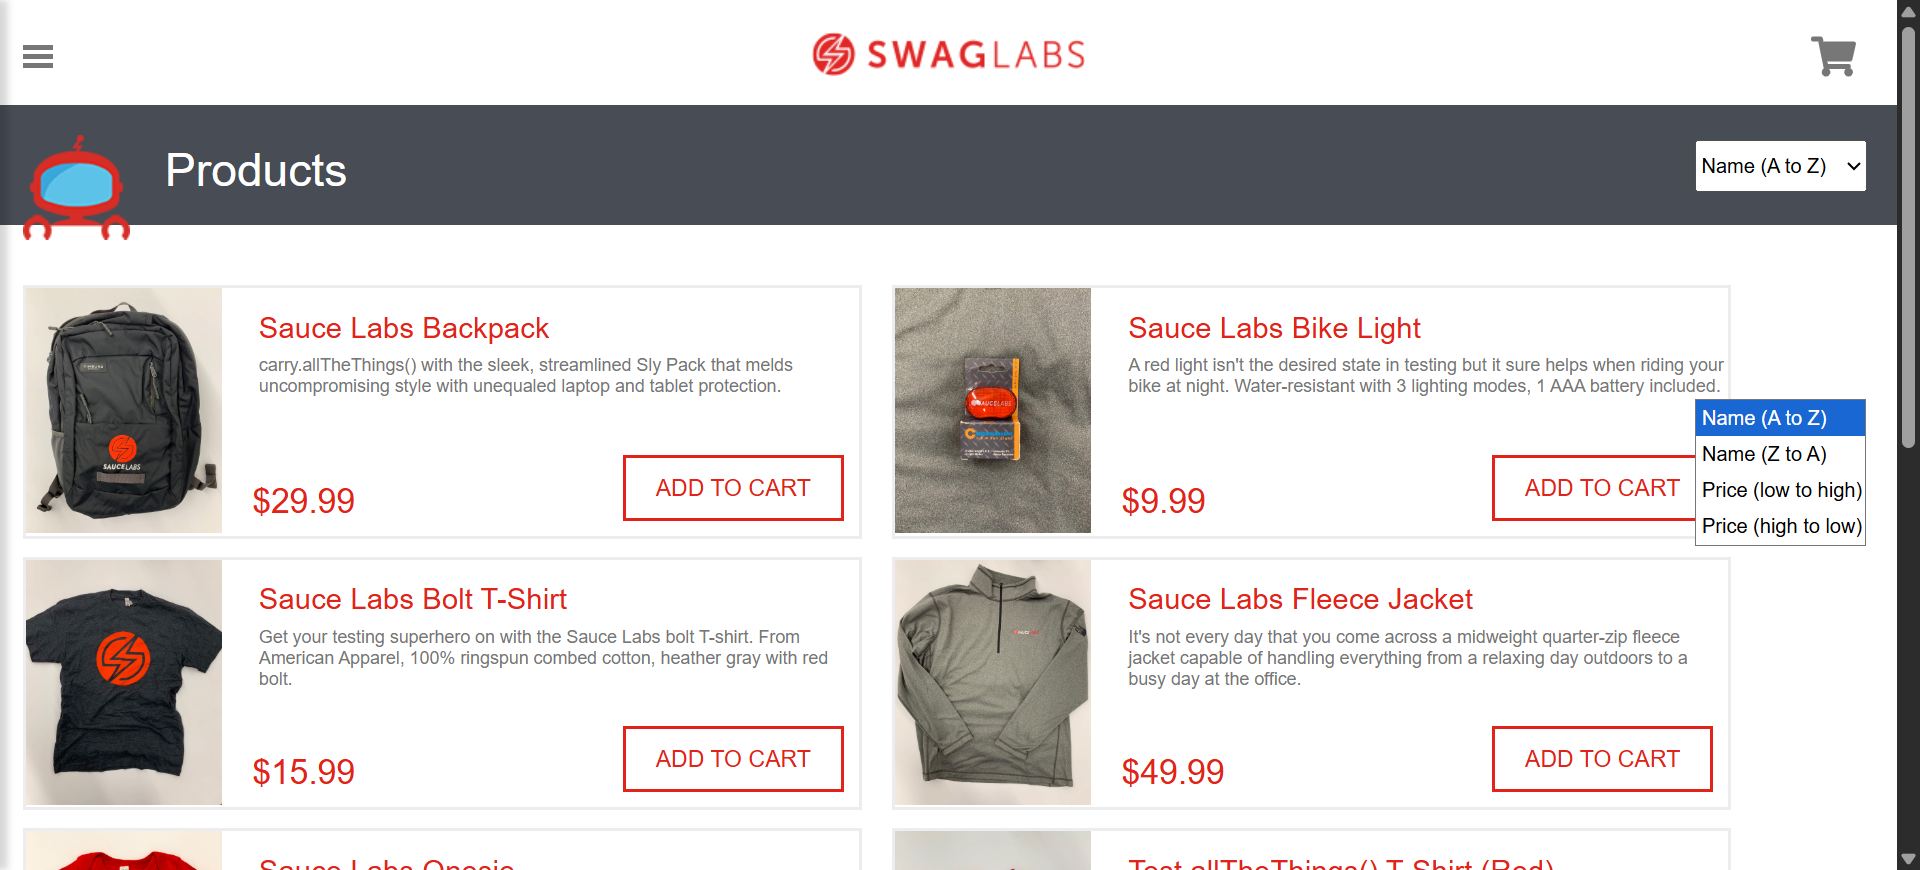 SWAGLABS
Products
Name (A to Z)
Sauce Labs Backpack
carry.allTheThings() with the sleek, streamlined Sly Pack that melds
uncompromising style with unequaled laptop and tablet protection.
SAUCELABS
$29.99
ADD TO CART
Sauce Labs Bike Light
A red light isn't the desired state in testing but it sure helps when riding your
bike at night. Water-resistant with 3 lighting modes, 1 AAA battery included.
SAUCELABS
$9.99
ADD TO CART
Name (A to Z)
Name (Z to A)
Price (low to high)
Price (high to low)
Sauce Labs Bolt T-Shirt
Get your testing superhero on with the Sauce Labs bolt T-shirt. From
American Apparel, 100% ringspun combed cotton, heather gray with red
bolt.
$15.99
ADD TO CART
Sauce Labs Fleece Jacket
It's not every day that you come across a midweight quarter-zip fleece
jacket capable of handling everything from a relaxing day outdoors to a
busy day at the office.
$49.99
ADD TO CART
Sauce Labs Onesie
Test.allTheThings() T-Shirt (Red)